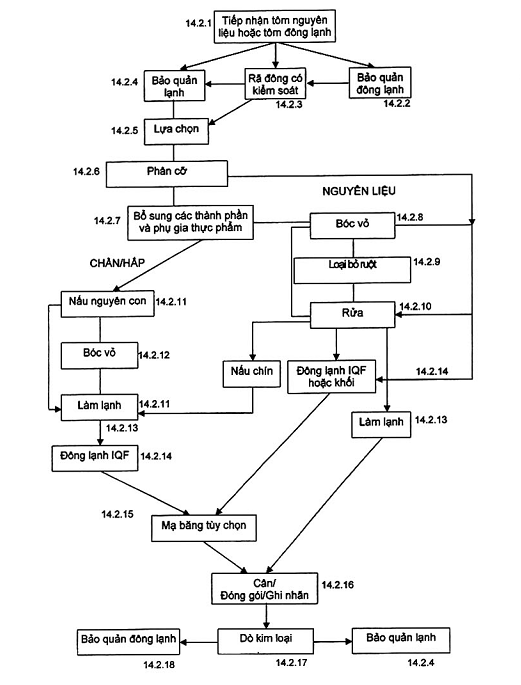 14.2.1
Tiếp nhận tôm nguyên
liệu hoặc tôm đông lạnh
14.2.4
Bảo quản
lạnh
Rã đông có
kiểm soát
14.2.3
Bảo quản
đông lạnh
14.2.2
14.2.5
Lựa chọn
14.2.6
Phân cỡ
NGUYÊN LIỆU
14.2.7
Bổ sung các thành phần
và phụ gia thực phẩm
Bóc vỏ
14.2.8
CHẦN/HẤP
Loại bỏ ruột
14.2.9
Nấu nguyên con
14.2.11
Rửa
14.2.10
Bóc vỏ
14.2.12
Nấu chín
Đông lạnh IQF
hoặc khối
14.2.14
Làm lạnh
14.2.11
14.2.13
Làm lạnh
14.2.13
Đông lạnh IQF
14.2.14
14.2.15
Mạ băng tùy chọn
Cân/
Đóng gói/Ghi nhãn
14.2.16
Bảo quản đông lạnh
14.2.18
Dò kim loại
14.2.17
Bảo quản lạnh
14.2.4